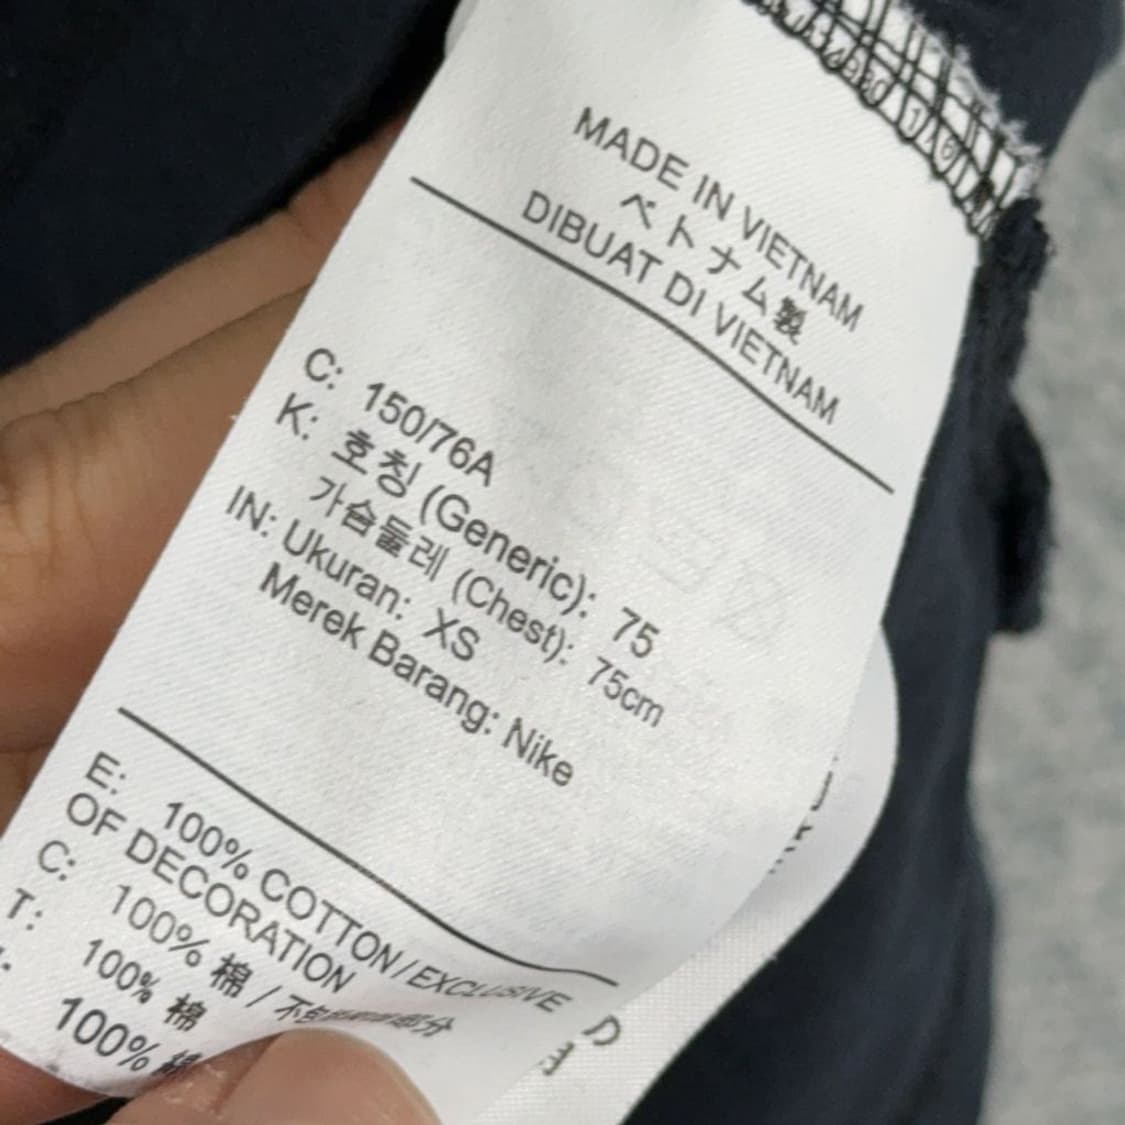 MADE IN VIETNAM
ベトナム製
DIBUAT DI VIETNAM
C: 150/76A
K: 호칭 (Generic): 75
가슴둘레 (Chest): 75cm
IN: Ukuran: XS
Merek Barang: Nike
E: 100% COTTON/EXCLUSIVE
OF DECORATION
C: 100% 棉 / 不包
T: 100% 棉
100%